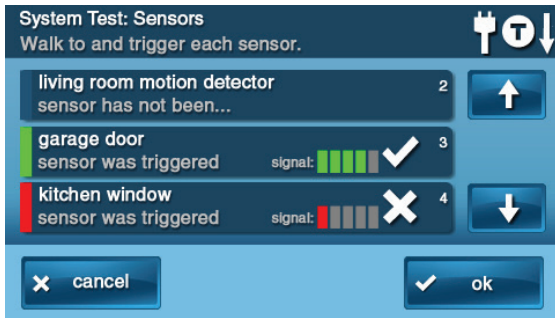 System Test: Sensors
Walk to and trigger each sensor.
T
living room motion detector
2
sensor has not been...
garage door
3
sensor was triggered
signal:
kitchen window
4
sensor was triggered
signal:
cancel
ok